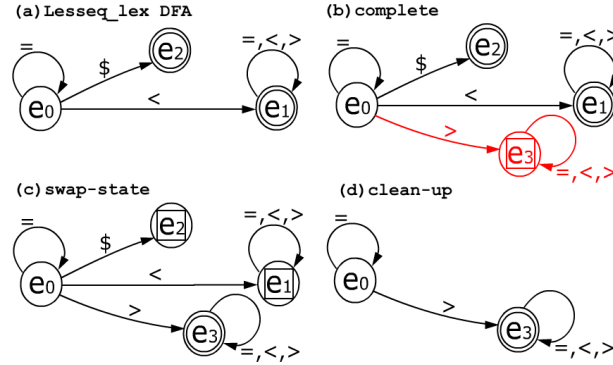 (a) Lesseq_lex DFA
= $ < =,<,>
e0 e2 e1
(b) complete
= $ < > =,<,> =,<,>
e0 e2 e1 e3
(c) swap-state
= $ < > =,<,> =,<,>
e0 e2 e1 e3
(d) clean-up
= > =,<,>
e0 e3